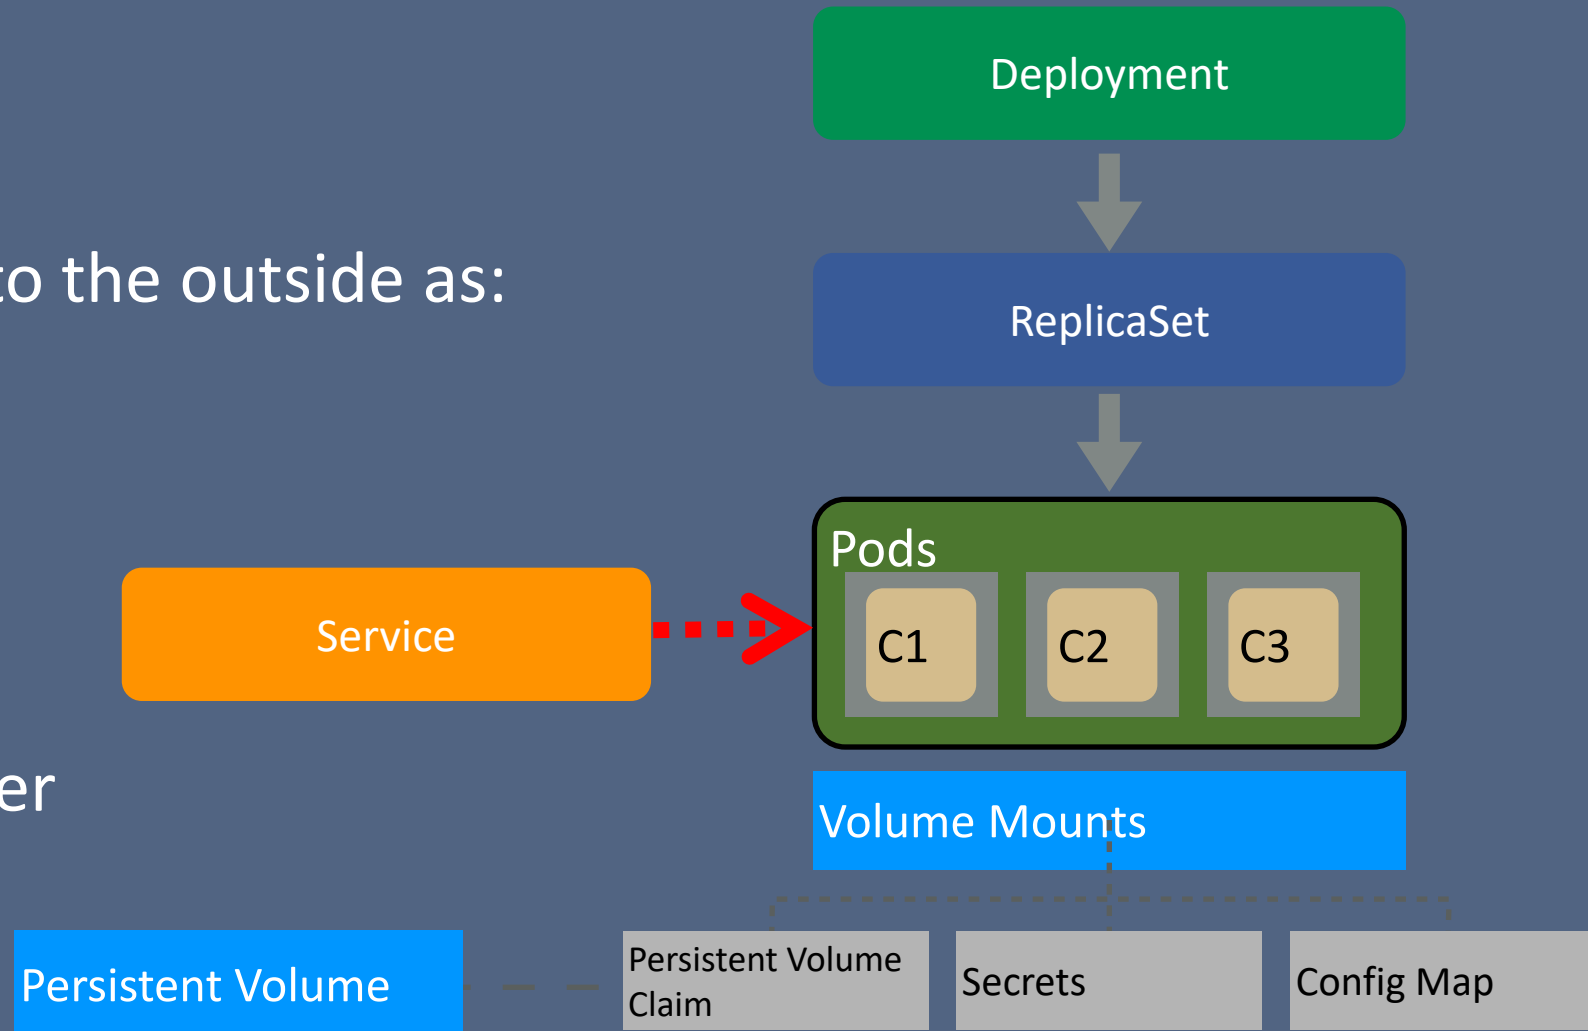 Deployment
to the outside as:
ReplicaSet
Pods
C1
C2
C3
Service
er
Volume Mounts
Persistent Volume
Persistent Volume
Claim
Secrets
Config Map